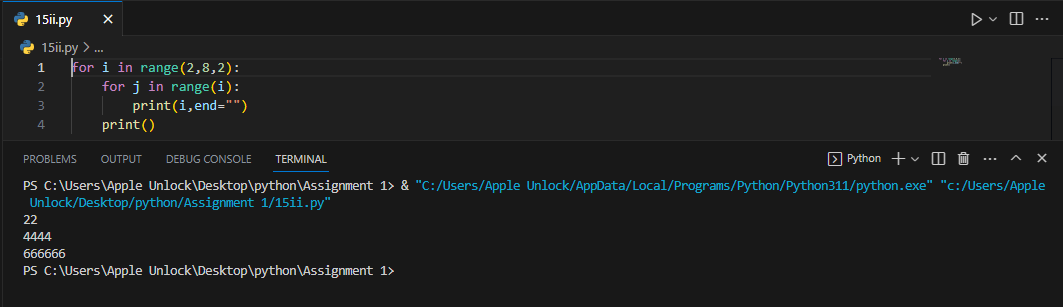 15ii.py ×
15ii.py > ...
1 for i in range(2,8,2):
2     for j in range(i):
3         print(i,end="")
4     print()
PROBLEMS OUTPUT DEBUG CONSOLE TERMINAL Python
PS C:\Users\Apple Unlock\Desktop\python\Assignment 1> & "C:/Users/Apple Unlock/AppData/Local/Programs/Python/Python311/python.exe" "c:/Users/Apple
Unlock/Desktop/python/Assignment 1/15ii.py"
22
4444
666666
PS C:\Users\Apple Unlock\Desktop\python\Assignment 1>